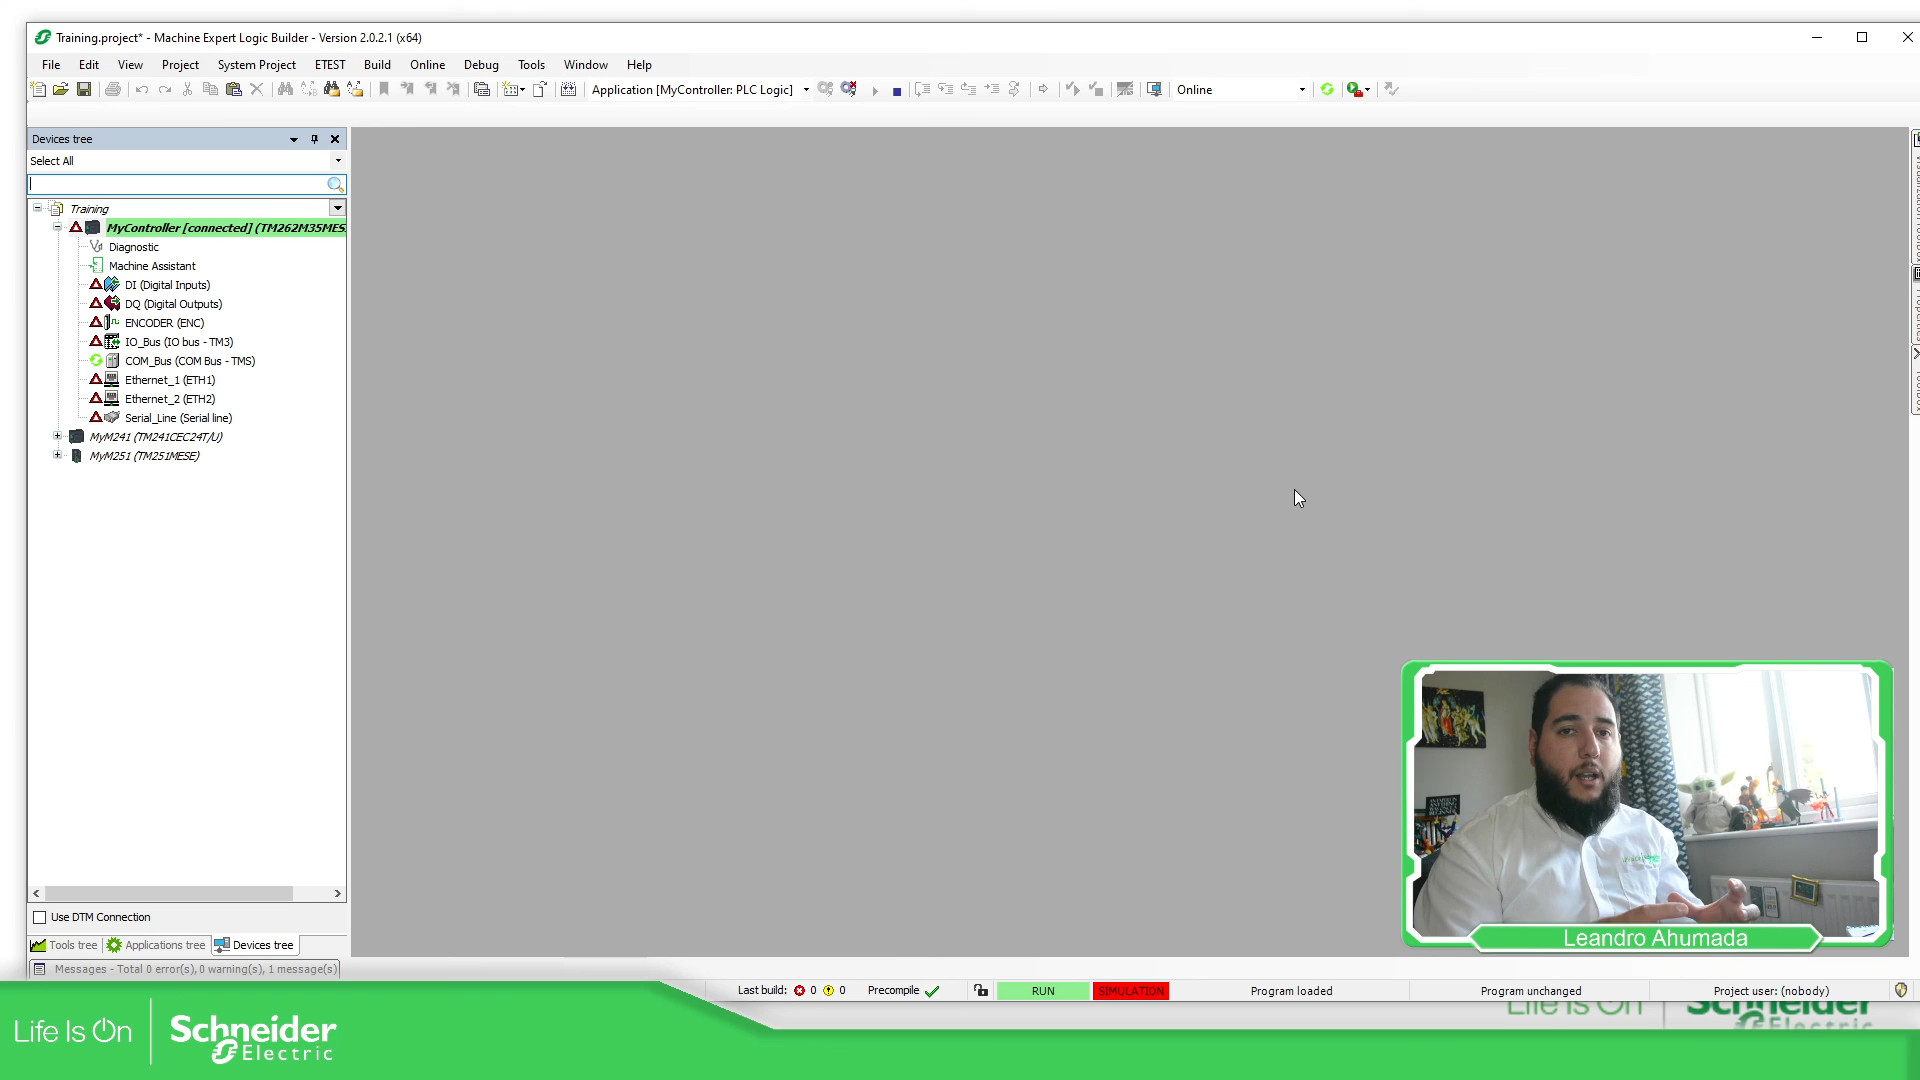 Training.project* - Machine Expert Logic Builder - Version 2.0.2.1 (x64)
File Edit View Project System Project ETEST Build Online Debug Tools Window Help
Application [MyController: PLC Logic] Online
Devices tree
Select All
Training
MyController [connected] (TM262M35MES
Diagnostic
Machine Assistant
DI (Digital Inputs)
DQ (Digital Outputs)
ENCODER (ENC)
IO_Bus (IO bus - TM3)
COM_Bus (COM Bus - TMS)
Ethernet_1 (ETH1)
Ethernet_2 (ETH2)
Serial_Line (Serial line)
MyM241 (TM241CEC24T/U)
MyM251 (TM251MESE)
Use DTM Connection
Tools tree Applications tree Devices tree
Messages - Total 0 error(s), 0 warning(s), 1 message(s)
Leandro Ahumada
Last build: 0 0 Precompile RUN SIMULATION Program loaded Program unchanged Project user: (nobody)
Life Is On
Schneider
Electric
Life Is On
Schneider
Electric